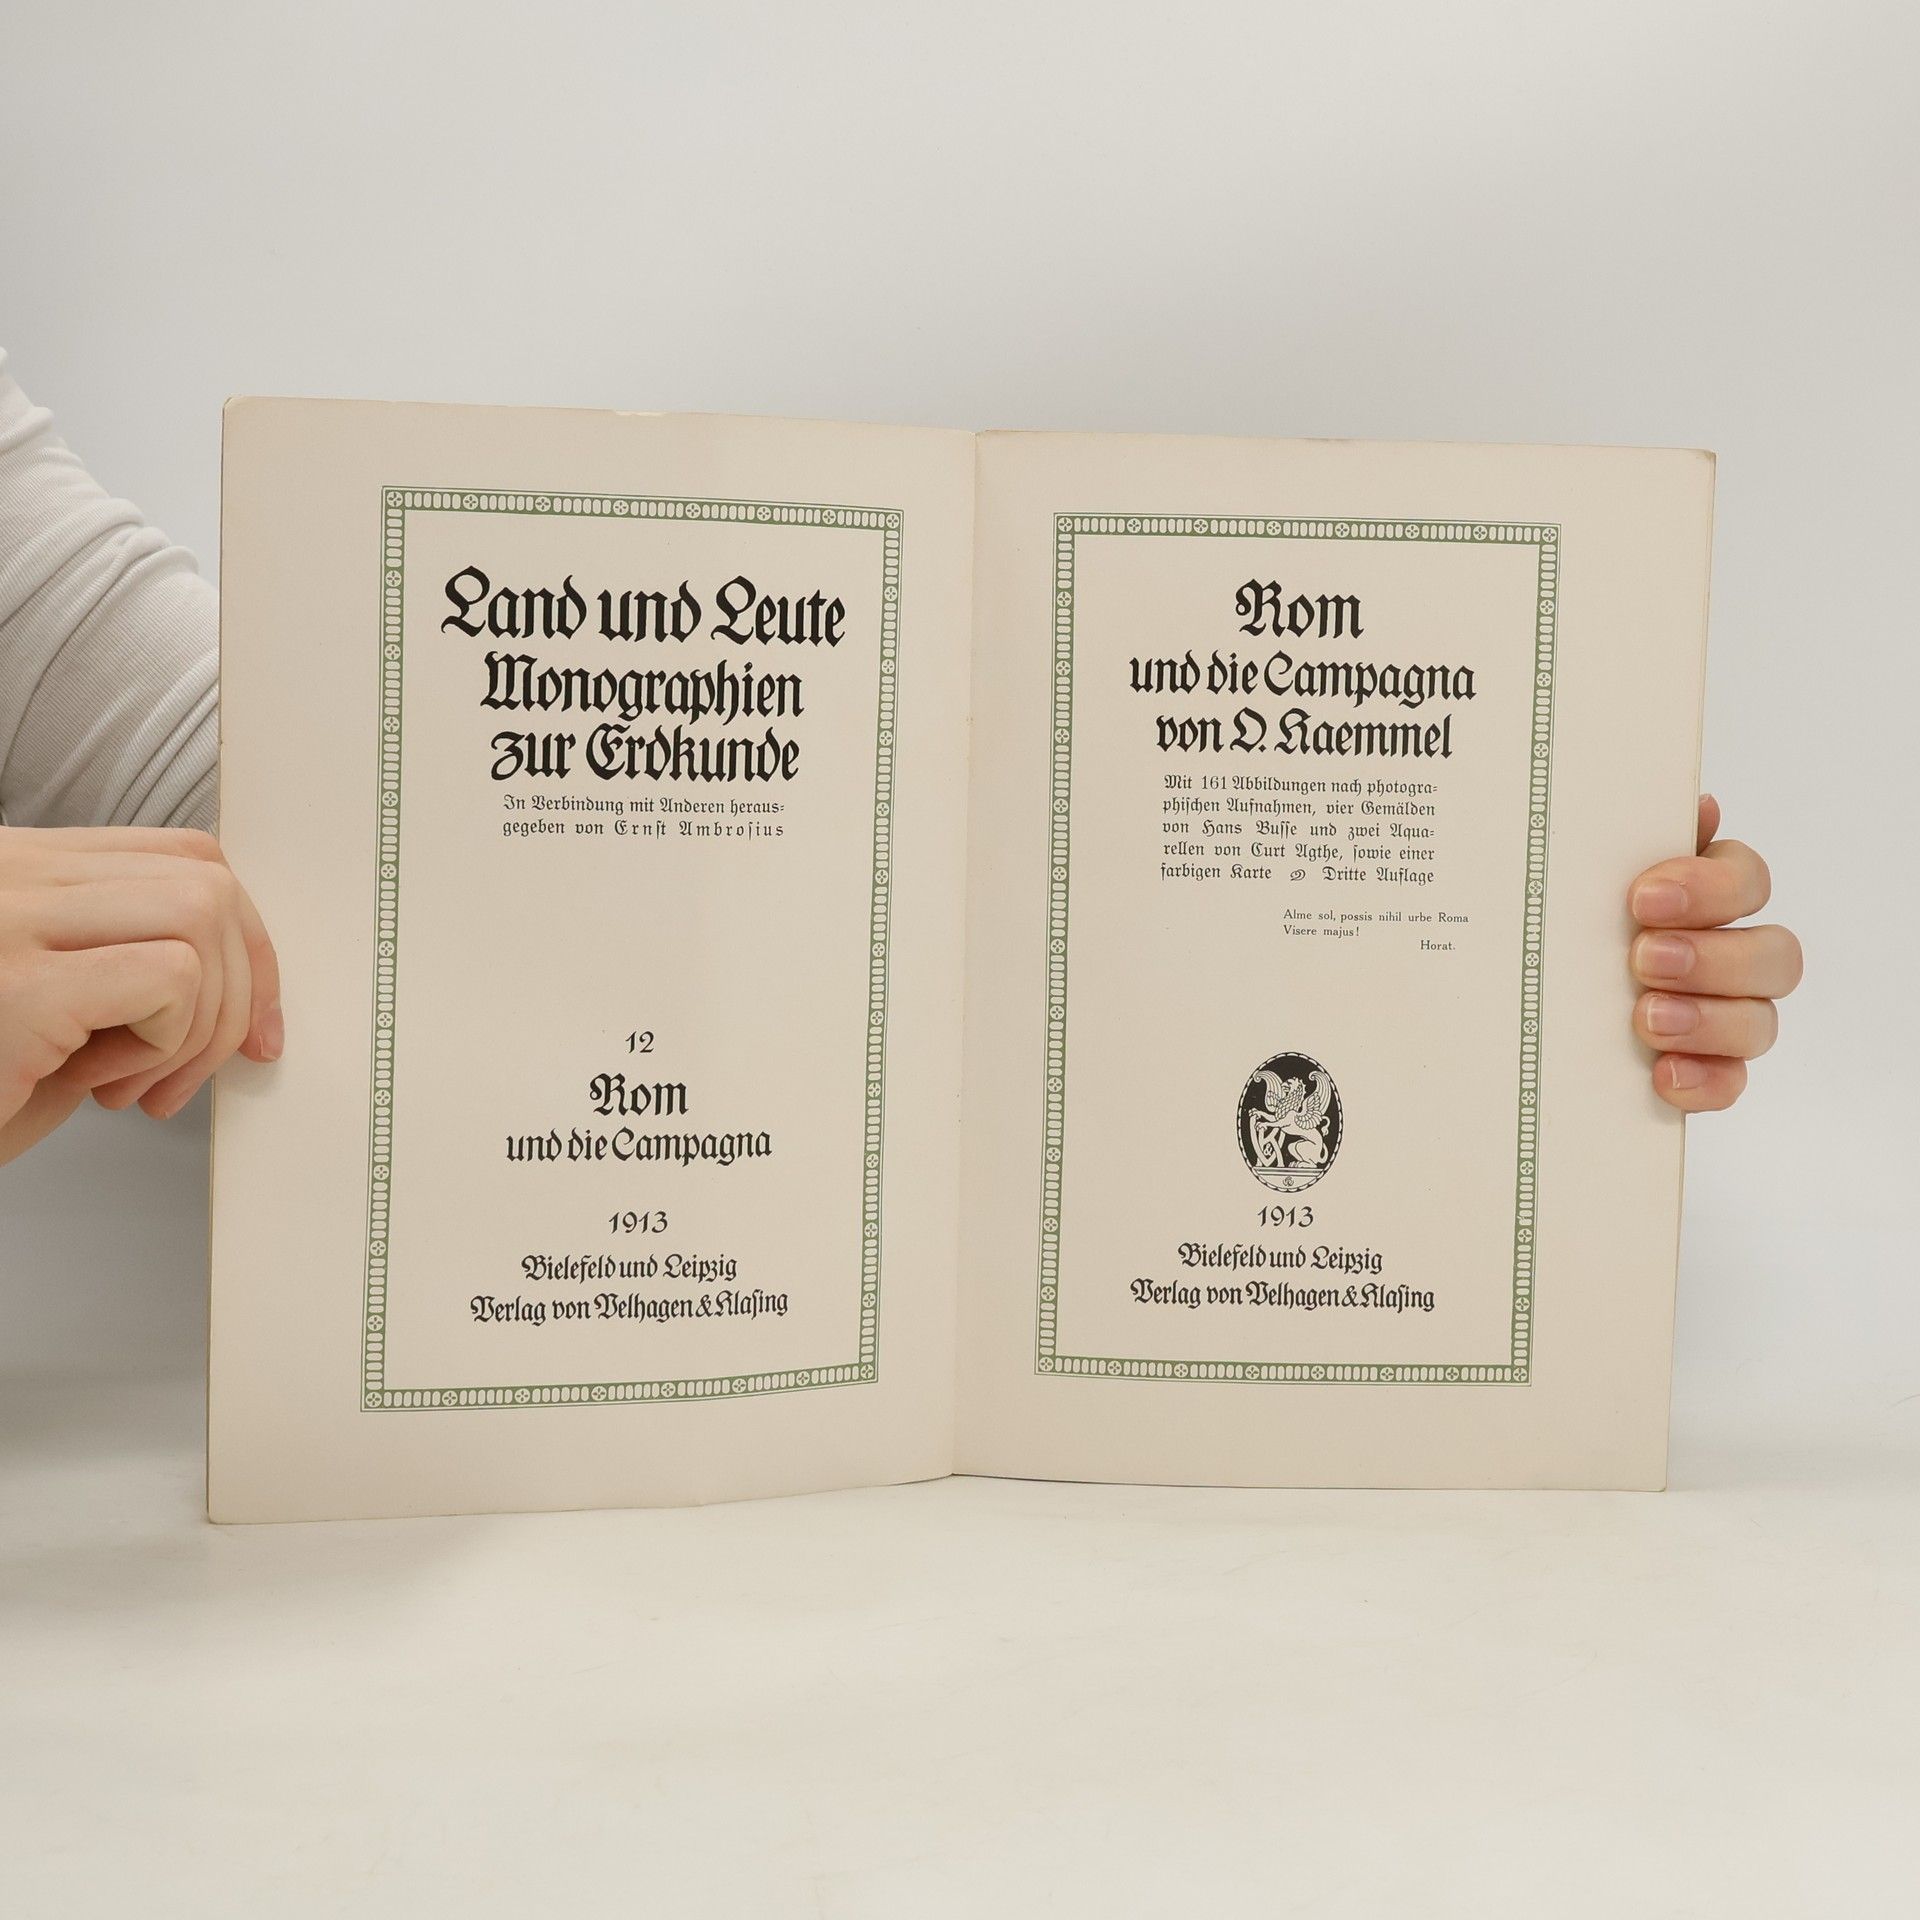 Land und Leute
Monographien
zur Erdkunde
In Verbindung mit Anderen heraus-
gegeben von Ernst Ambrosius
12
Rom
und die Campagna
1913
Bielefeld und Leipzig
Verlag von Velhagen & Klasing
Rom
und die Campagna
von O. Kaemmel
Mit 161 Abbildungen nach photogra-
phischen Aufnahmen, vier Gemälden
von Hans Busse und zwei Aqua-
rellen von Curt Agthe, sowie einer
farbigen Karte Dritte Auflage
Alme sol, possis nihil urbe Roma
Visere majus!
Horat.
VK
1913
Bielefeld und Leipzig
Verlag von Velhagen & Klasing